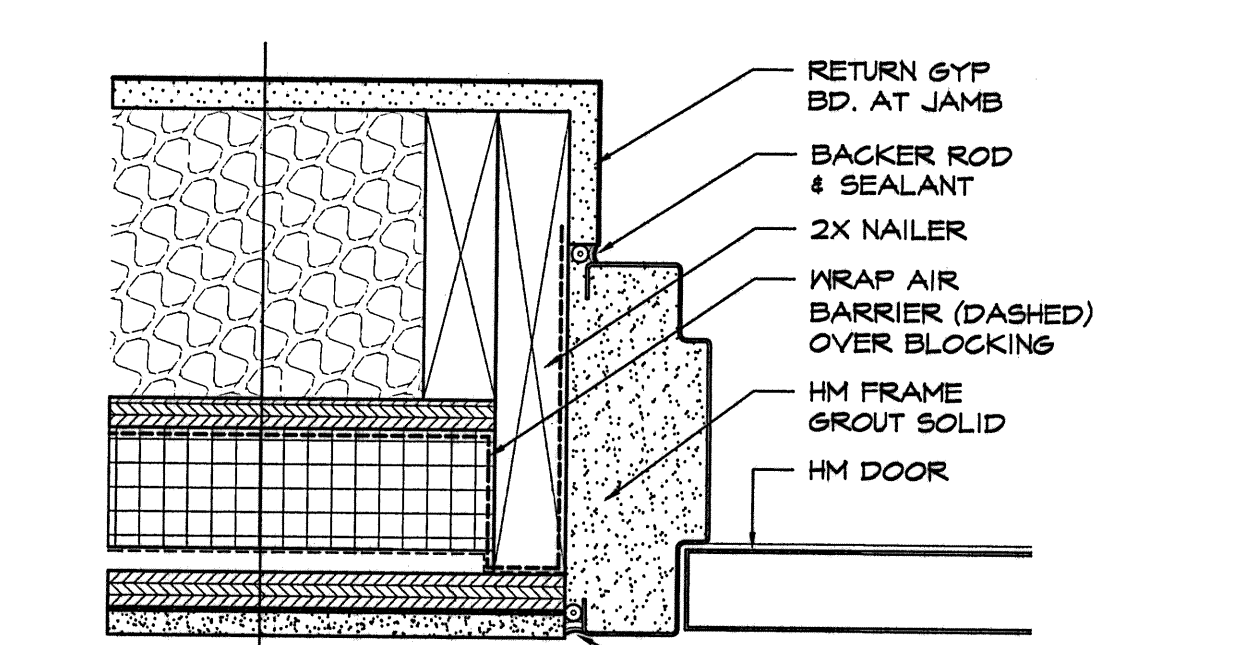 RETURN GYP
BD. AT JAMB
BACKER ROD
& SEALANT
2X NAILER
WRAP AIR
BARRIER (DASHED)
OVER BLOCKING
HM FRAME
GROUT SOLID
HM DOOR